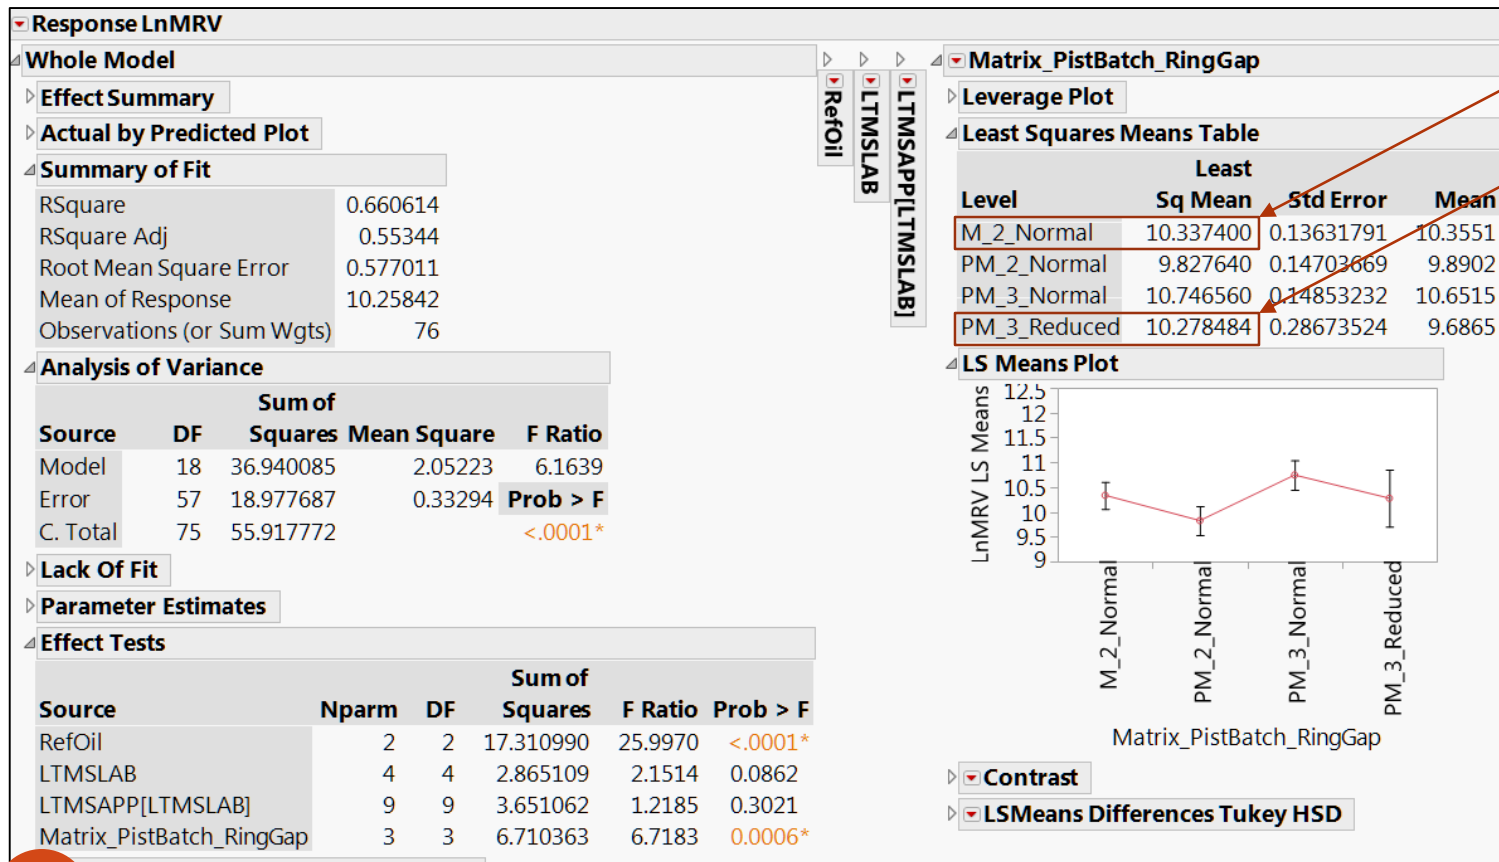 Response LnMRV
Whole Model
Effect Summary
Actual by Predicted Plot
Summary of Fit
RSquare 0.660614
RSquare Adj 0.55344
Root Mean Square Error 0.577011
Mean of Response 10.25842
Observations (or Sum Wgts) 76
Analysis of Variance
Sum of
Source DF Squares Mean Square F Ratio
Model 18 36.940085 2.05223 6.1639
Error 57 18.977687 0.33294 Prob > F
C. Total 75 55.917772 <.0001*
Lack Of Fit
Parameter Estimates
Effect Tests
Sum of
Source Nparm DF Squares F Ratio Prob > F
RefOil 2 2 17.310990 25.9970 <.0001*
LTMSLAB 4 4 2.865109 2.1514 0.0862
LTMSAPP[LTMSLAB] 9 9 3.651062 1.2185 0.3021
Matrix_PistBatch_RingGap 3 3 6.710363 6.7183 0.0006*
RefOil
LTMSLAB
LTMSAPP[LTMSLAB]
Matrix_PistBatch_RingGap
Leverage Plot
Least Squares Means Table
Least
Level Sq Mean Std Error Mean
M_2_Normal 10.337400 0.13631791 10.3551
PM_2_Normal 9.827640 0.14703669 9.8902
PM_3_Normal 10.746560 0.14853232 10.6515
PM_3_Reduced 10.278484 0.28673524 9.6865
LS Means Plot
LnMRV LS Means
12.5
12
11.5
11
10.5
10
9.5
9
M_2_Normal
PM_2_Normal
PM_3_Normal
PM_3_Reduced
Matrix_PistBatch_RingGap
Contrast
LSMeans Differences Tukey HSD